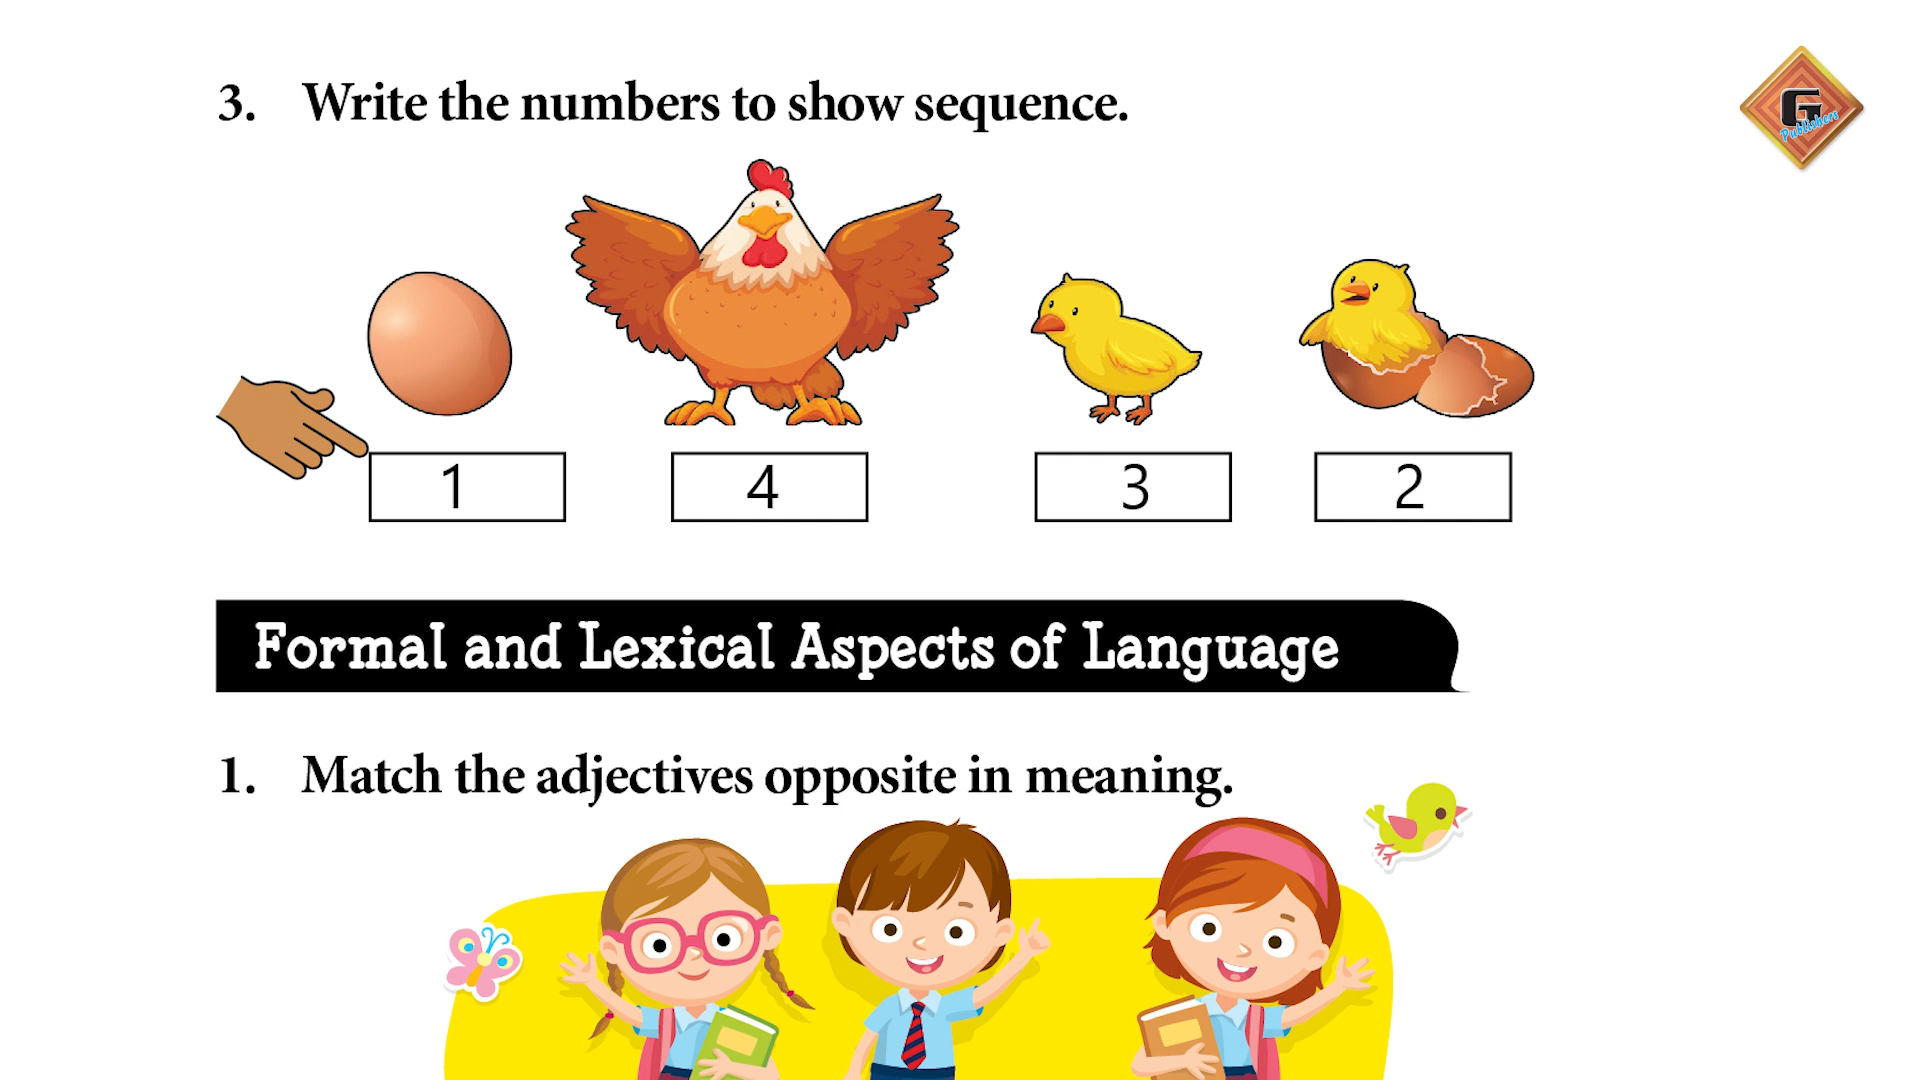 3. Write the numbers to show sequence.
G
Publishers
1 4 3 2
Formal and Lexical Aspects of Language
1. Match the adjectives opposite in meaning.